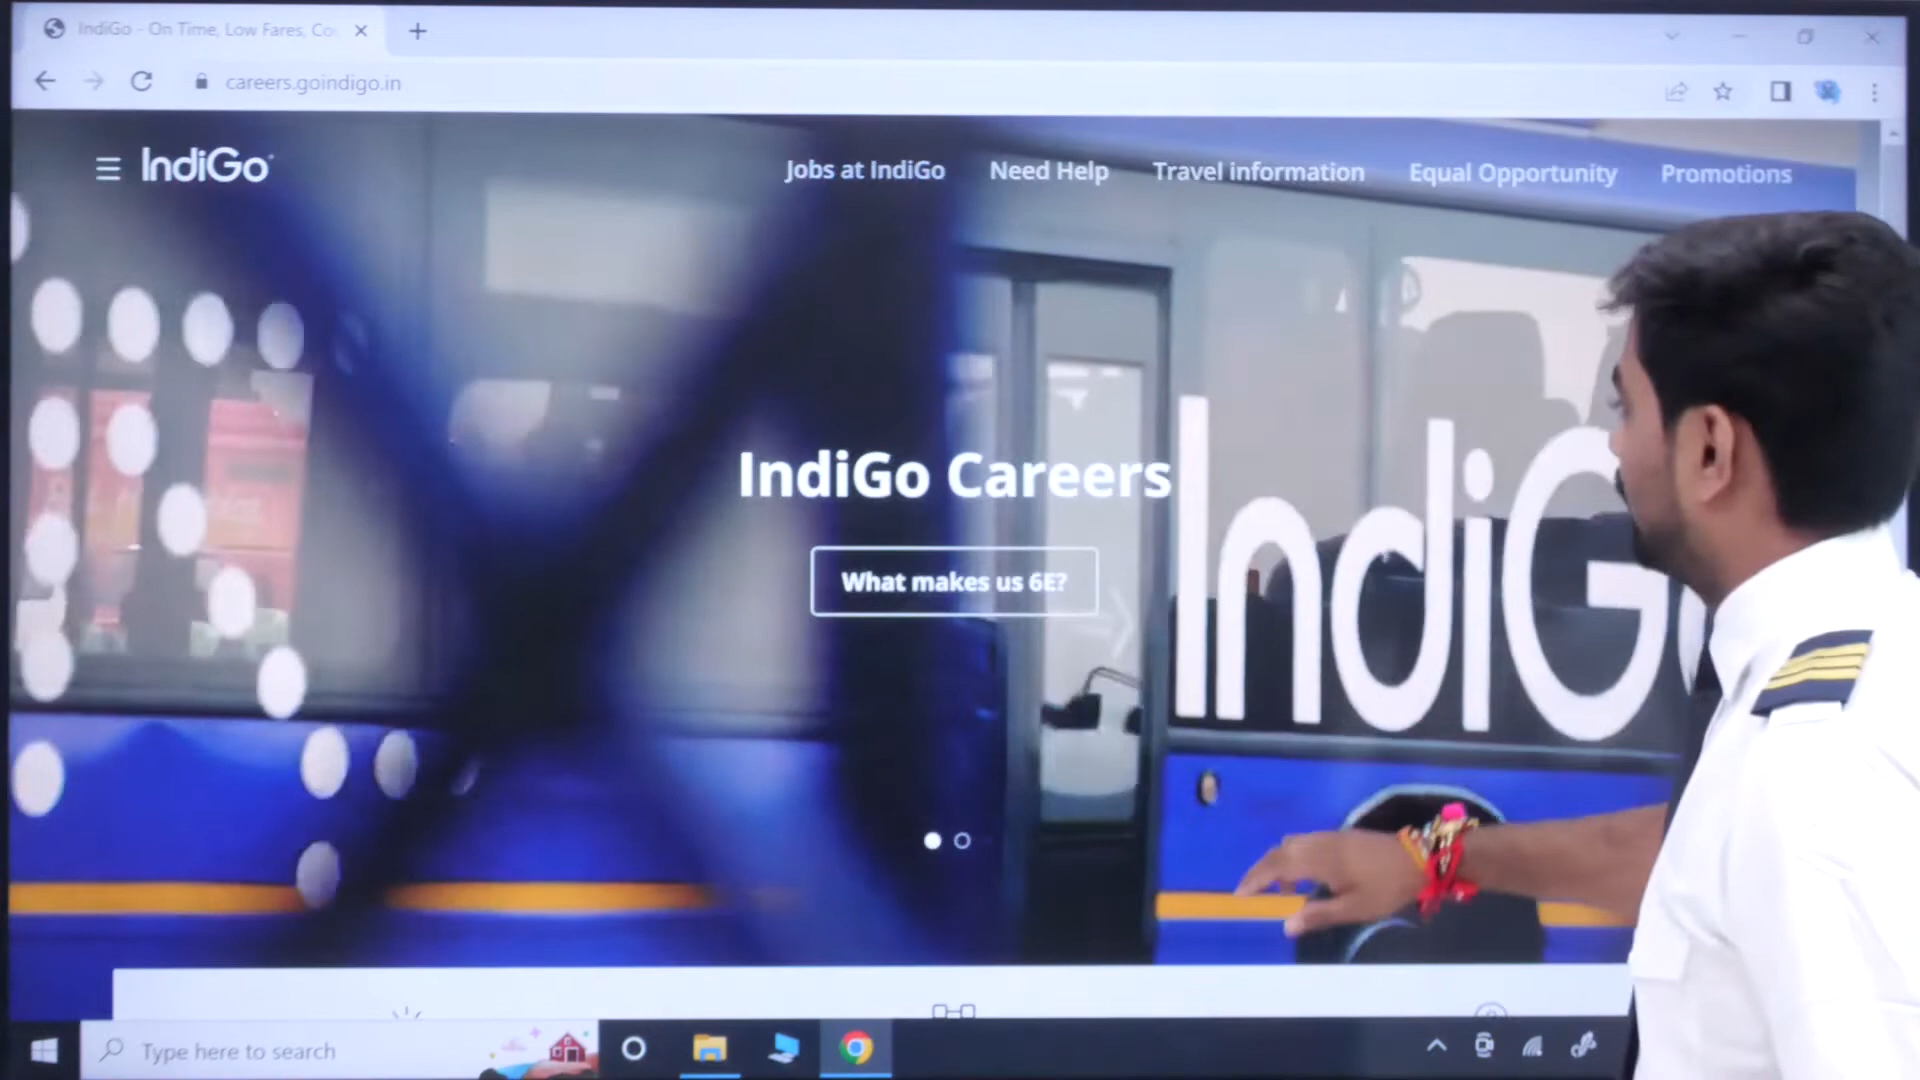 IndiGo - On Time, Low Fares, Co
careers.goindigo.in
IndiGo
Jobs at IndiGo
Need Help
Travel information
Equal Opportunity
Promotions
IndiGo Careers
What makes us 6E?
IndiGo
Type here to search